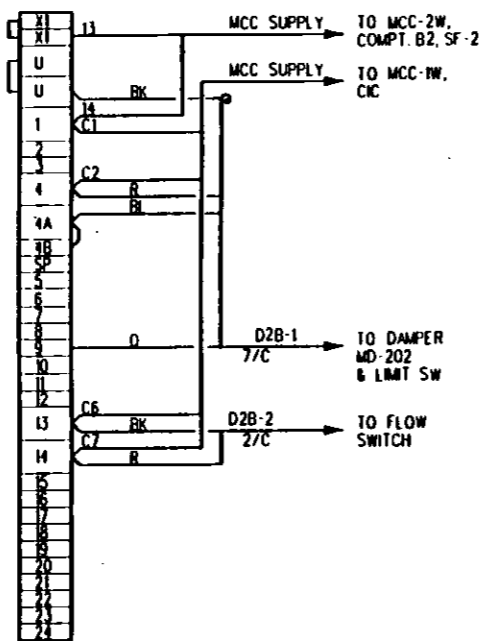 X1
X1 13 MCC SUPPLY TO MCC-2W,
COMPT. B2, SF-2
U
MCC SUPPLY TO MCC-1W,
CIC
U BK
14
1 C1
2
3
C2
4 R
BL
4A
4B
SP
5
6
7
8
9 O D2B-1 TO DAMPER
7/C MD-202
& LIMIT SW
10
11
12
C6
13 BK D2B-2 TO FLOW
2/C SWITCH
C7
14 R
15
16
17
18
19
20
21
22
23
24